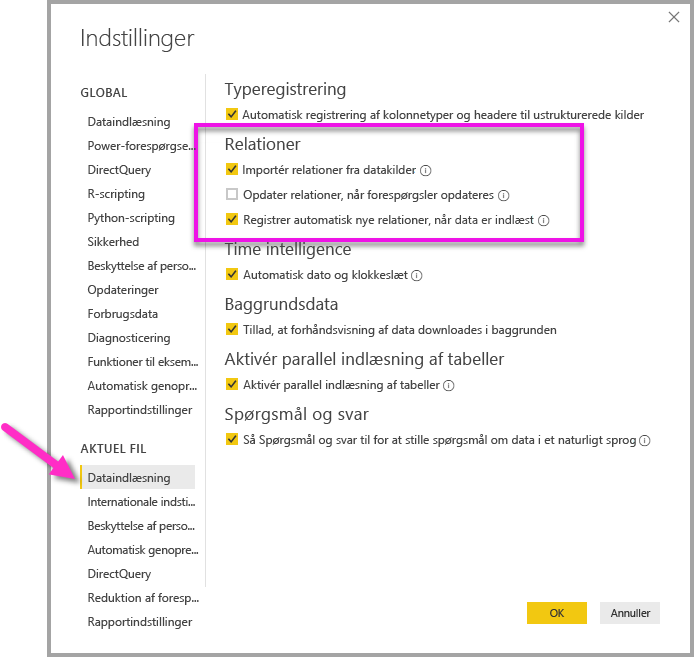 Indstillinger
GLOBAL
Dataindlæsning
Power-forespørgse...
DirectQuery
R-scripting
Python-scripting
Sikkerhed
Beskyttelse af perso...
Opdateringer
Forbrugsdata
Diagnosticering
Funktioner til eksem...
Automatisk genopr...
Rapportindstillinger
AKTUEL FIL
Dataindlæsning
Internationale indsti...
Beskyttelse af perso...
Automatisk genopre...
DirectQuery
Reduktion af foresp...
Rapportindstillinger
Typeregistrering
Automatisk registrering af kolonnetyper og headere til ustrukturerede kilder
Relationer
Importér relationer fra datakilder
Opdater relationer, når forespørgsler opdateres
Registrer automatisk nye relationer, når data er indlæst
Time intelligence
Automatisk dato og klokkeslæt
Baggrundsdata
Tillad, at forhåndsvisning af data downloades i baggrunden
Aktivér parallel indlæsning af tabeller
Aktivér parallel indlæsning af tabeller
Spørgsmål og svar
Så Spørgsmål og svar til for at stille spørgsmål om data i et naturligt sprog
OK
Annuller